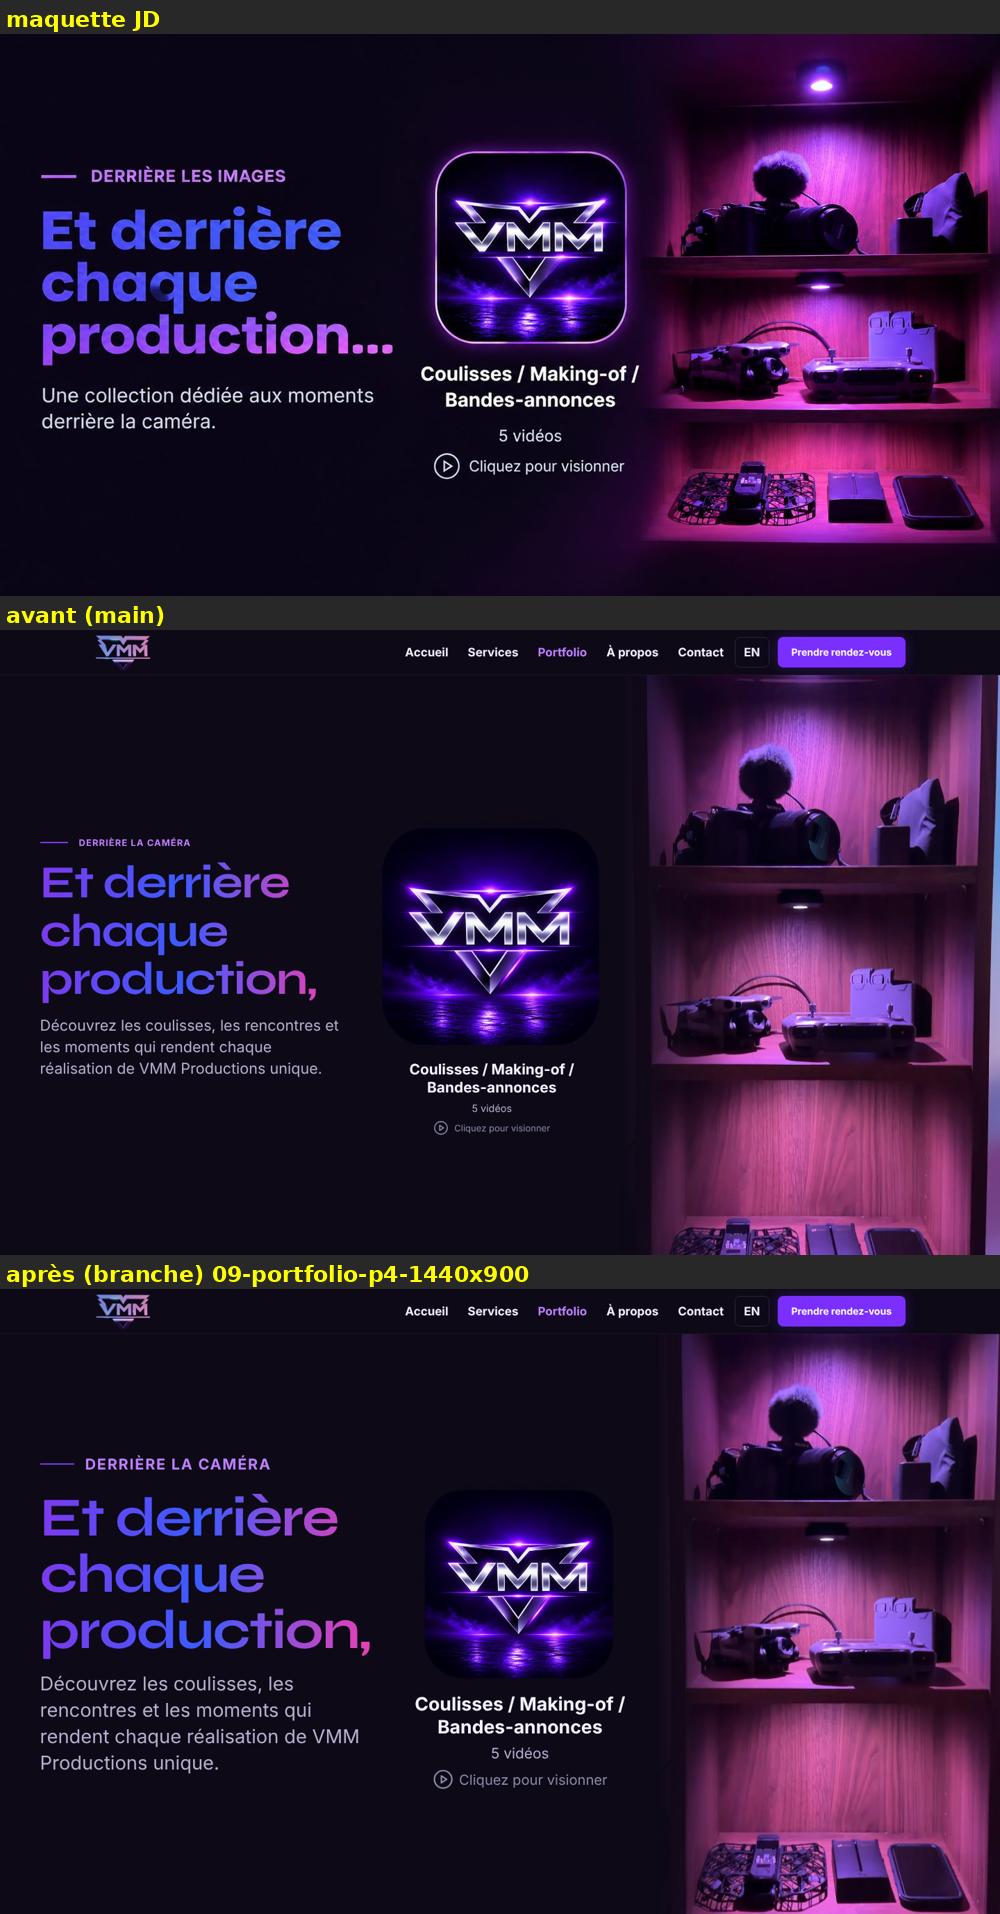 maquette JD
DERRIÈRE LES IMAGES
Et derrière
chaque
production...
Une collection dédiée aux moments
derrière la caméra.
VMM
Coulisses / Making-of /
Bandes-annonces
5 vidéos
Cliquez pour visionner
avant (main)
VMM
Accueil Services Portfolio À propos Contact EN Prendre rendez-vous
DERRIÈRE LA CAMÉRA
Et derrière
chaque
production,
Découvrez les coulisses, les rencontres et
les moments qui rendent chaque
réalisation de VMM Productions unique.
VMM
Coulisses / Making-of /
Bandes-annonces
5 vidéos
Cliquez pour visionner
après (branche) 09-portfolio-p4-1440x900
VMM
Accueil Services Portfolio À propos Contact EN Prendre rendez-vous
DERRIÈRE LA CAMÉRA
Et derrière
chaque
production,
Découvrez les coulisses, les
rencontres et les moments qui
rendent chaque réalisation de VMM
Productions unique.
VMM
Coulisses / Making-of /
Bandes-annonces
5 vidéos
Cliquez pour visionner